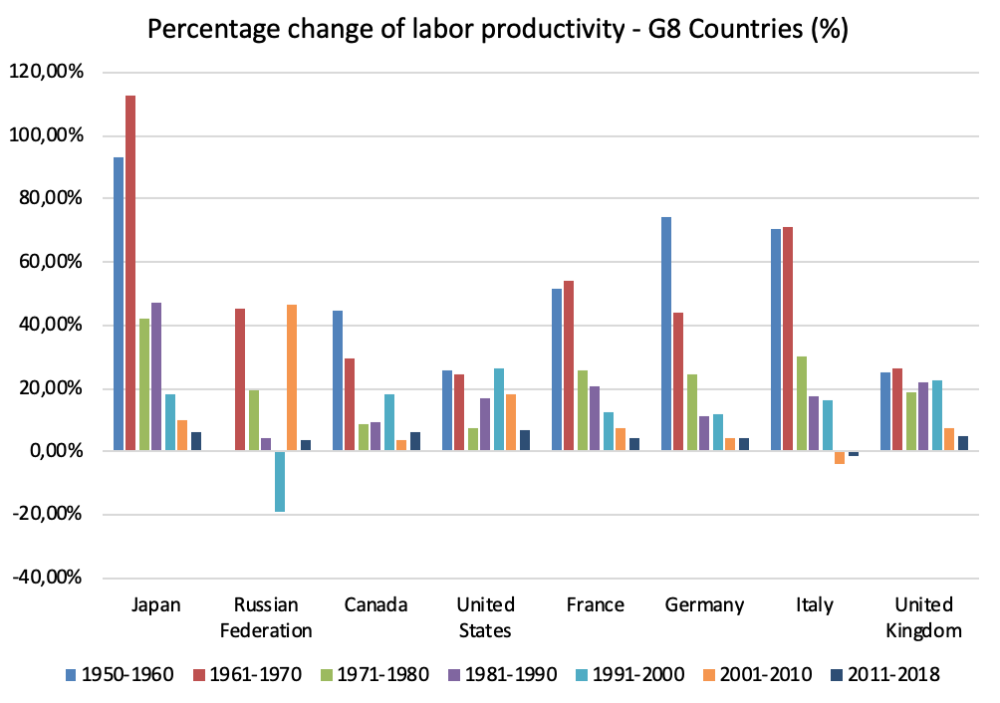 Percentage change of labor productivity - G8 Countries (%)
120,00%
100,00%
80,00%
60,00%
40,00%
20,00%
0,00%
-20,00%
-40,00%
Japan
Russian
Federation
Canada
United
States
France
Germany
Italy
United
Kingdom
1950-1960 1961-1970 1971-1980 1981-1990 1991-2000 2001-2010 2011-2018